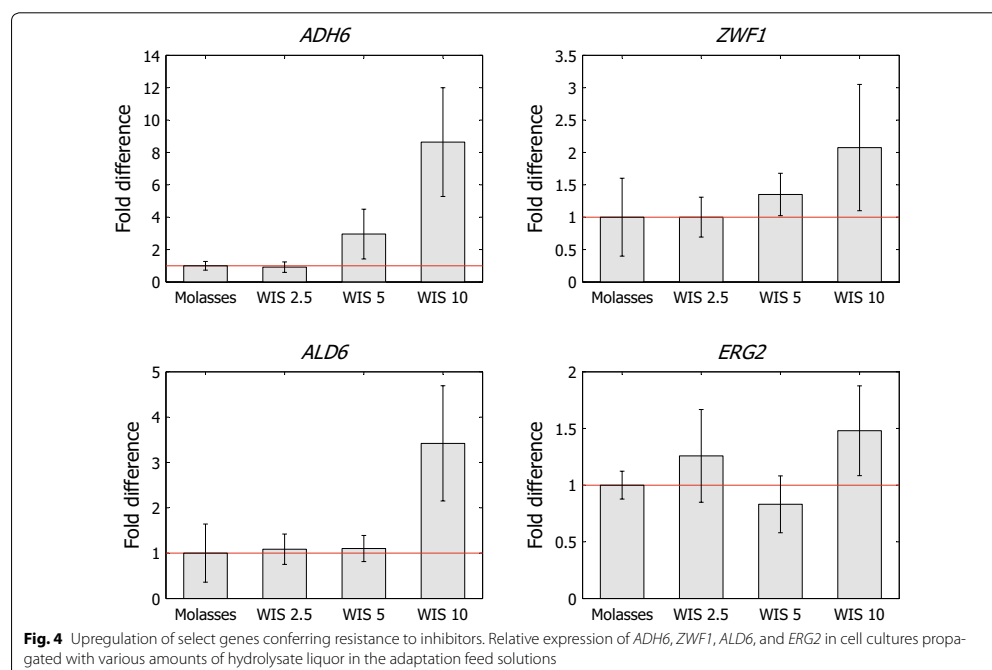 ADH6
14
12
10
8
6
4
2
0
Fold difference
Molasses WIS 2.5 WIS 5 WIS 10
ZWF1
3.5
3
2.5
2
1.5
1
0.5
0
Fold difference
Molasses WIS 2.5 WIS 5 WIS 10
ALD6
5
4
3
2
1
0
Fold difference
Molasses WIS 2.5 WIS 5 WIS 10
ERG2
2
1.5
1
0.5
0
Fold difference
Molasses WIS 2.5 WIS 5 WIS 10
Fig. 4 Upregulation of select genes conferring resistance to inhibitors. Relative expression of ADH6, ZWF1, ALD6, and ERG2 in cell cultures propa-
gated with various amounts of hydrolysate liquor in the adaptation feed solutions